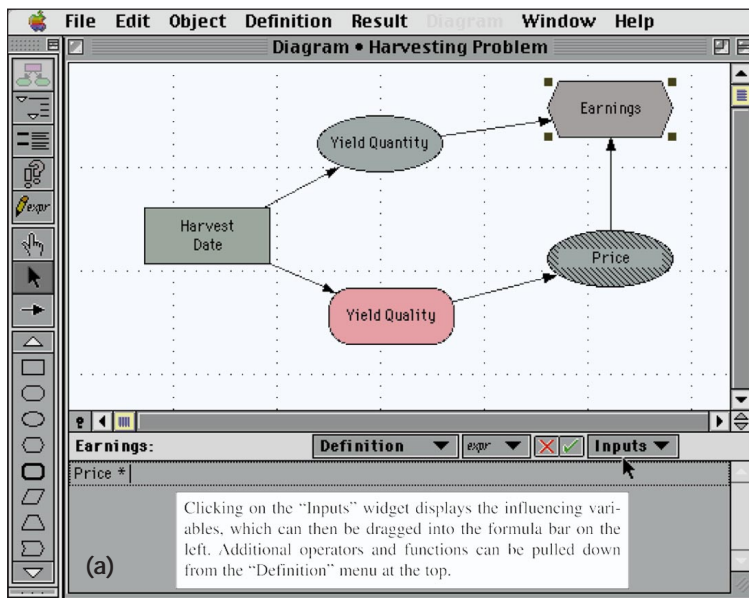 File Edit Object Definition Result Diagram Window Help
Diagram • Harvesting Problem
Earnings
Yield Quantity
Harvest
Date
Price
Yield Quality
expr
Earnings:
Definition
expr
Inputs
Price *
Clicking on the “Inputs” widget displays the influencing vari-
ables, which can then be dragged into the formula bar on the
left. Additional operators and functions can be pulled down
from the “Definition” menu at the top.
(a)